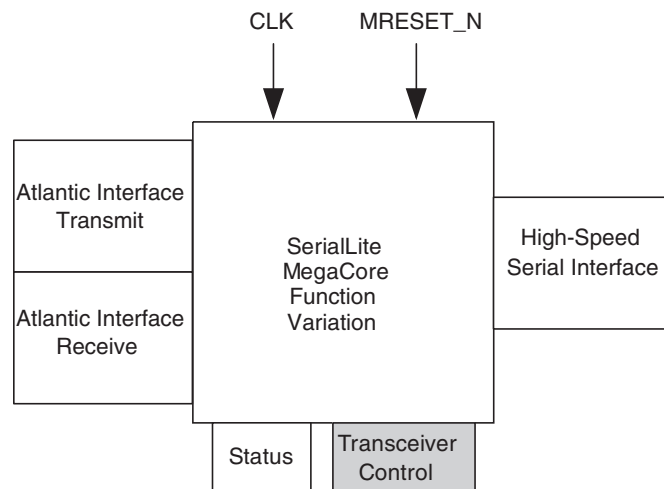 CLK
MRESET_N
Atlantic Interface
Transmit
Atlantic Interface
Receive
SerialLite
MegaCore
Function
Variation
High-Speed
Serial Interface
Status
Transceiver
Control